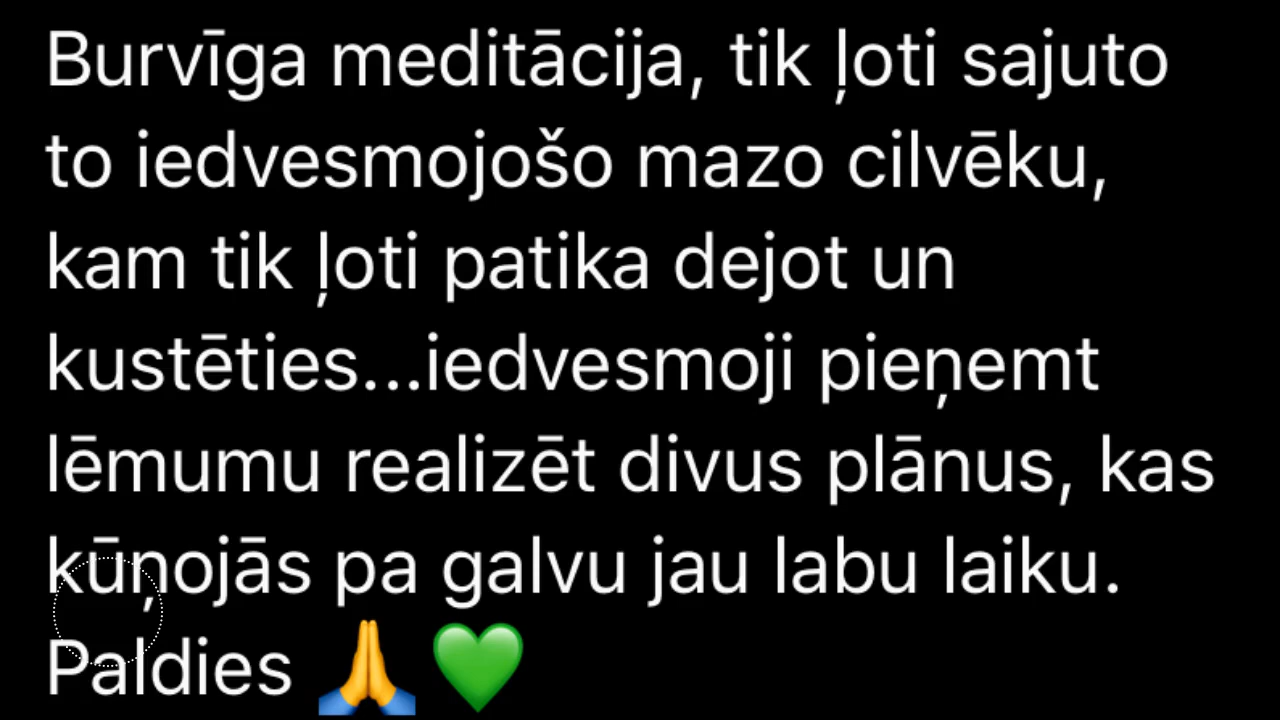 Burvīga meditācija, tik ļoti sajuto
to iedvesmojošo mazo cilvēku,
kam tik ļoti patika dejot un
kustēties...iedvesmoji pieņemt
lēmumu realizēt divus plānus, kas
kūņojās pa galvu jau labu laiku.
Paldies 🙏 💚